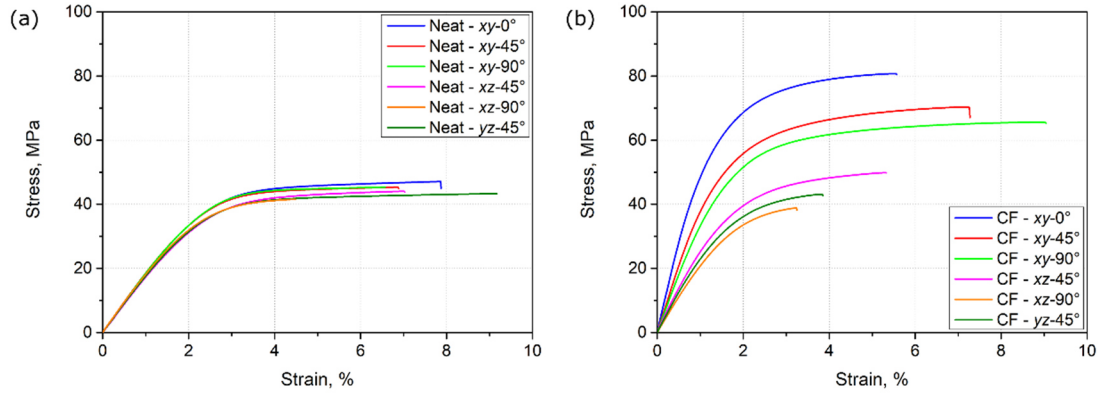 (a)
100
80
60
40
20
0
Stress, MPa
0 2 4 6 8 10
Strain, %
Neat - xy-0°
Neat - xy-45°
Neat - xy-90°
Neat - xz-45°
Neat - xz-90°
Neat - yz-45°
(b)
100
80
60
40
20
0
Stress, MPa
0 2 4 6 8 10
Strain, %
CF - xy-0°
CF - xy-45°
CF - xy-90°
CF - xz-45°
CF - xz-90°
CF - yz-45°